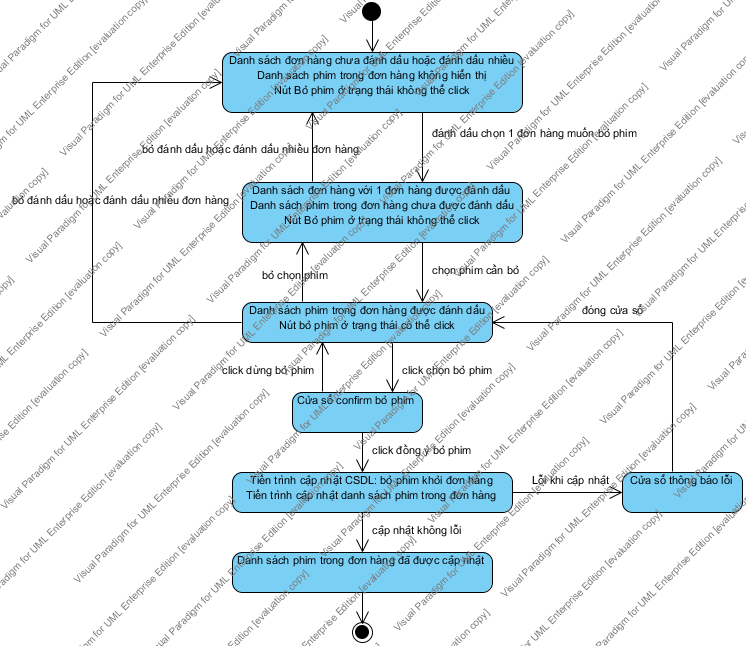 Danh sách đơn hàng chưa đánh dấu hoặc đánh dấu nhiều
Danh sách phim trong đơn hàng không hiển thị
Nút Bỏ phim ở trạng thái không thể click
đánh dấu chọn 1 đơn hàng muốn bỏ phim
bỏ đánh dấu hoặc đánh dấu nhiều đơn hàng
Danh sách đơn hàng với 1 đơn hàng được đánh dấu
Danh sách phim trong đơn hàng chưa được đánh dấu
Nút Bỏ phim ở trạng thái không thể click
bỏ đánh dấu hoặc đánh dấu nhiều đơn hàng
bỏ chọn phim
chọn phim cần bỏ
Danh sách phim trong đơn hàng được đánh dấu
Nút bỏ phim ở trạng thái có thể click
đóng cửa sổ
click dừng bỏ phim
click chọn bỏ phim
Cửa sổ confirm bỏ phim
click đồng ý bỏ phim
Tiến trình cập nhật CSDL: bỏ phim khỏi đơn hàng
Tiến trình cập nhật danh sách phim trong đơn hàng
Lỗi khi cập nhật
Cửa sổ thông báo lỗi
cập nhật không lỗi
Danh sách phim trong đơn hàng đã được cập nhật
Visual Paradigm for UML Enterprise Edition [evaluation copy]